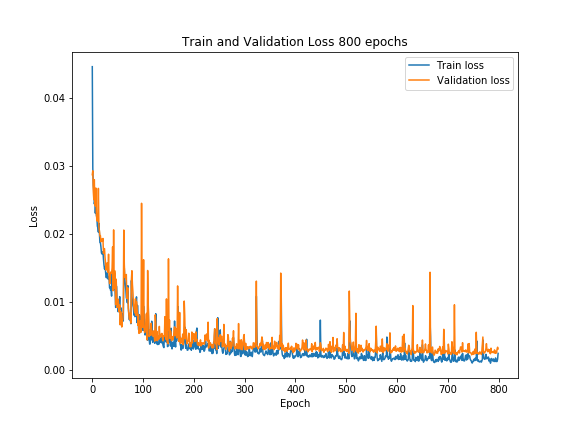 Train and Validation Loss 800 epochs
Train loss
Validation loss
0.04
0.03
0.02
0.01
0.00
Loss
0 100 200 300 400 500 600 700 800
Epoch